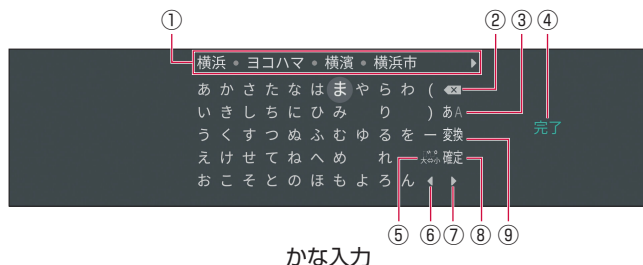 ① ② ③ ④
横浜 • ヨコハマ • 横濱 • 横浜市 ▶
あ か さ た な は ま や ら わ ( ⌫
い き し ち に ひ み り ) あA
う く す つ ぬ ふ む ゆ る を ー 変換
完了
え け せ て ね へ め れ 大⇔小 確定
お こ そ と の ほ も よ ろ ん ◀ ▶
⑤ ⑥ ⑦ ⑧ ⑨
かな入力